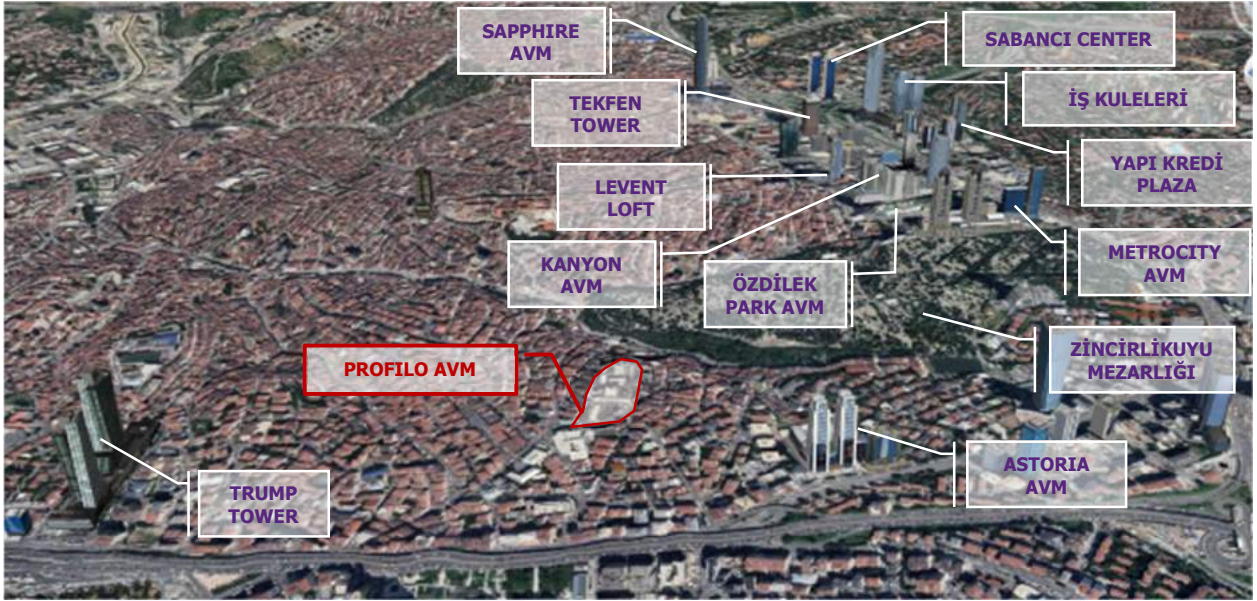 SAPPHIRE
AVM
SABANCI CENTER
TEKFEN
TOWER
İŞ KULELERİ
LEVENT
LOFT
YAPI KREDİ
PLAZA
KANYON
AVM
ÖZDİLEK
PARK AVM
METROCITY
AVM
PROFILO AVM
ZİNCİRLİKUYU
MEZARLIĞI
TRUMP
TOWER
ASTORIA
AVM